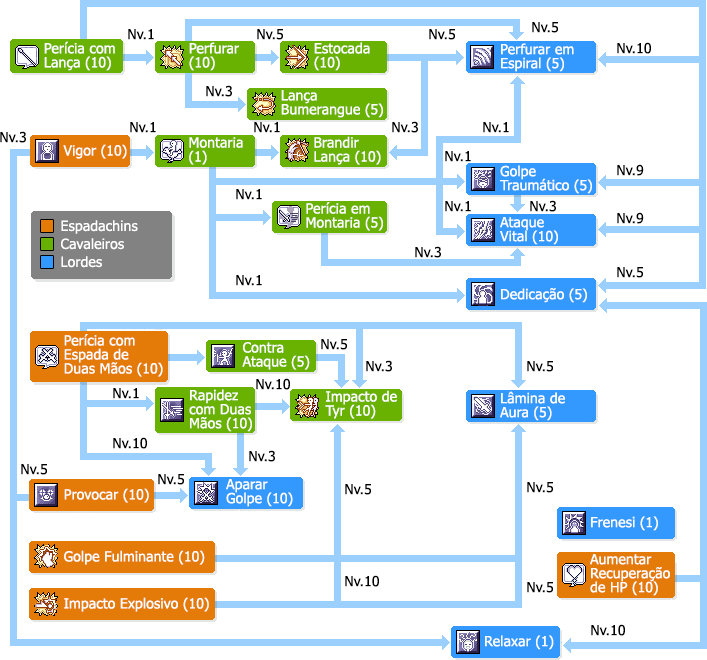 Nv.5
Nv.1
Nv.5
Nv.5
Nv.10
Perícia com
Lança (10)
Perfurar
(10)
Estocada
(10)
Perfurar em
Espiral (5)
Nv.3
Lança
Bumerangue (5)
Nv.3
Nv.1
Nv.1
Nv.3
Nv.1
Vigor (10)
Montaria
(1)
Brandir
Lança (10)
Nv.1
Nv.9
Golpe
Traumático (5)
Nv.1
Nv.1
Nv.3
Nv.9
Perícia em
Montaria (5)
Ataque
Vital (10)
Espadachins
Cavaleiros
Lordes
Nv.3
Nv.1
Nv.5
Dedicação (5)
Perícia com
Espada de
Duas Mãos (10)
Contra
Ataque (5)
Nv.5
Nv.3
Nv.5
Nv.1
Nv.10
Rapidez
com Duas
Mãos (10)
Impacto de
Tyr (10)
Lâmina de
Aura (5)
Nv.10
Nv.3
Nv.5
Nv.5
Provocar (10)
Aparar
Golpe (10)
Nv.5
Nv.5
Frenesi (1)
Golpe Fulminante (10)
Aumentar
Recuperação
de HP (10)
Nv.10
Nv.5
Impacto Explosivo (10)
Relaxar (1)
Nv.10